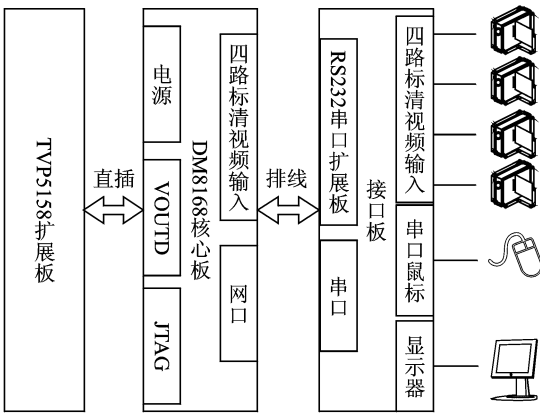 TVP5158扩展板
直插
电源
VOUTD
JTAG
DM8168核心板
四路标清视频输入
网口
排线
RS232串口扩展板
串口
接口板
四路标清视频输入
串口鼠标
显示器